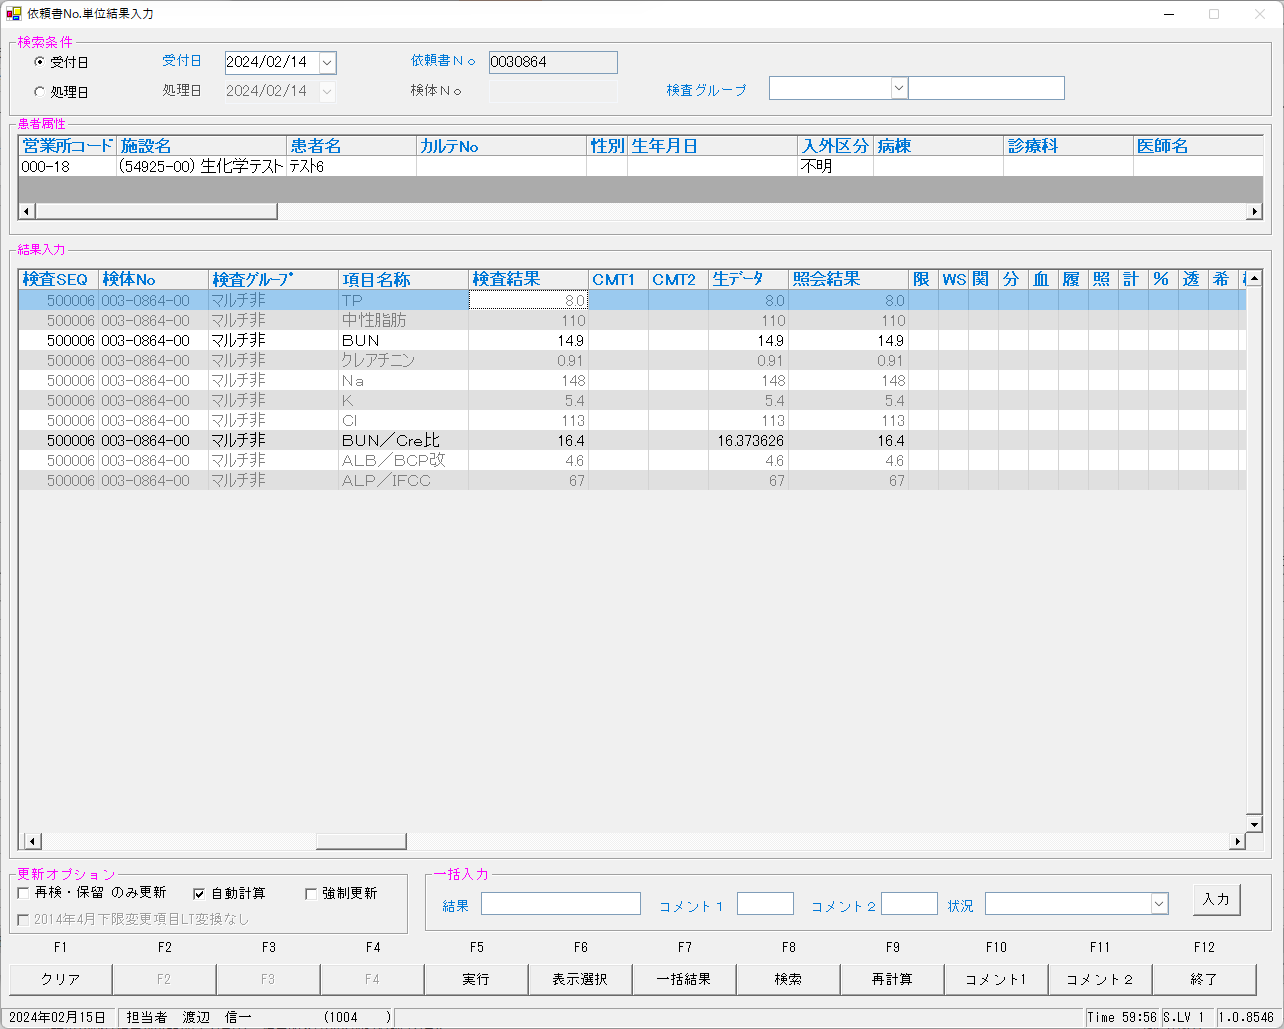 依頼書No.単位結果入力
検索条件
受付日 受付日 2024/02/14 依頼書No 0030864
処理日 処理日 2024/02/14 検体No 検査グループ
患者属性
営業所コード 施設名 患者名 カルテNo 性別 生年月日 入外区分 病棟 診療科 医師名
000-18 (54925-00) 生化学テスト テスト6 不明
結果入力
検査SEQ 検体No 検査グループ 項目名称 検査結果 CMT1 CMT2 生データ 照会結果 限 WS 関 分 血 履 照 計 % 透 希
500006 003-0864-00 マルチ非 TP 8.0 8.0 8.0
500006 003-0864-00 マルチ非 中性脂肪 110 110 110
500006 003-0864-00 マルチ非 BUN 14.9 14.9 14.9
500006 003-0864-00 マルチ非 クレアチニン 0.91 0.91 0.91
500006 003-0864-00 マルチ非 Na 148 148 148
500006 003-0864-00 マルチ非 K 5.4 5.4 5.4
500006 003-0864-00 マルチ非 Cl 113 113 113
500006 003-0864-00 マルチ非 BUN/Cre比 16.4 16.373626 16.4
500006 003-0864-00 マルチ非 ALB/BCP改 4.6 4.6 4.6
500006 003-0864-00 マルチ非 ALP/IFCC 67 67 67
更新オプション 一括入力
再検・保留 のみ更新 自動計算 強制更新
2014年4月下限変更項目LT変換なし
結果 コメント1 コメント2 状況 入力
F1 F2 F3 F4 F5 F6 F7 F8 F9 F10 F11 F12
クリア F2 F3 F4 実行 表示選択 一括結果 検索 再計算 コメント1 コメント2 終了
2024年02月15日 担当者 渡辺 信一 (1004 ) Time 59:56 S.LV 1 1.0.8546